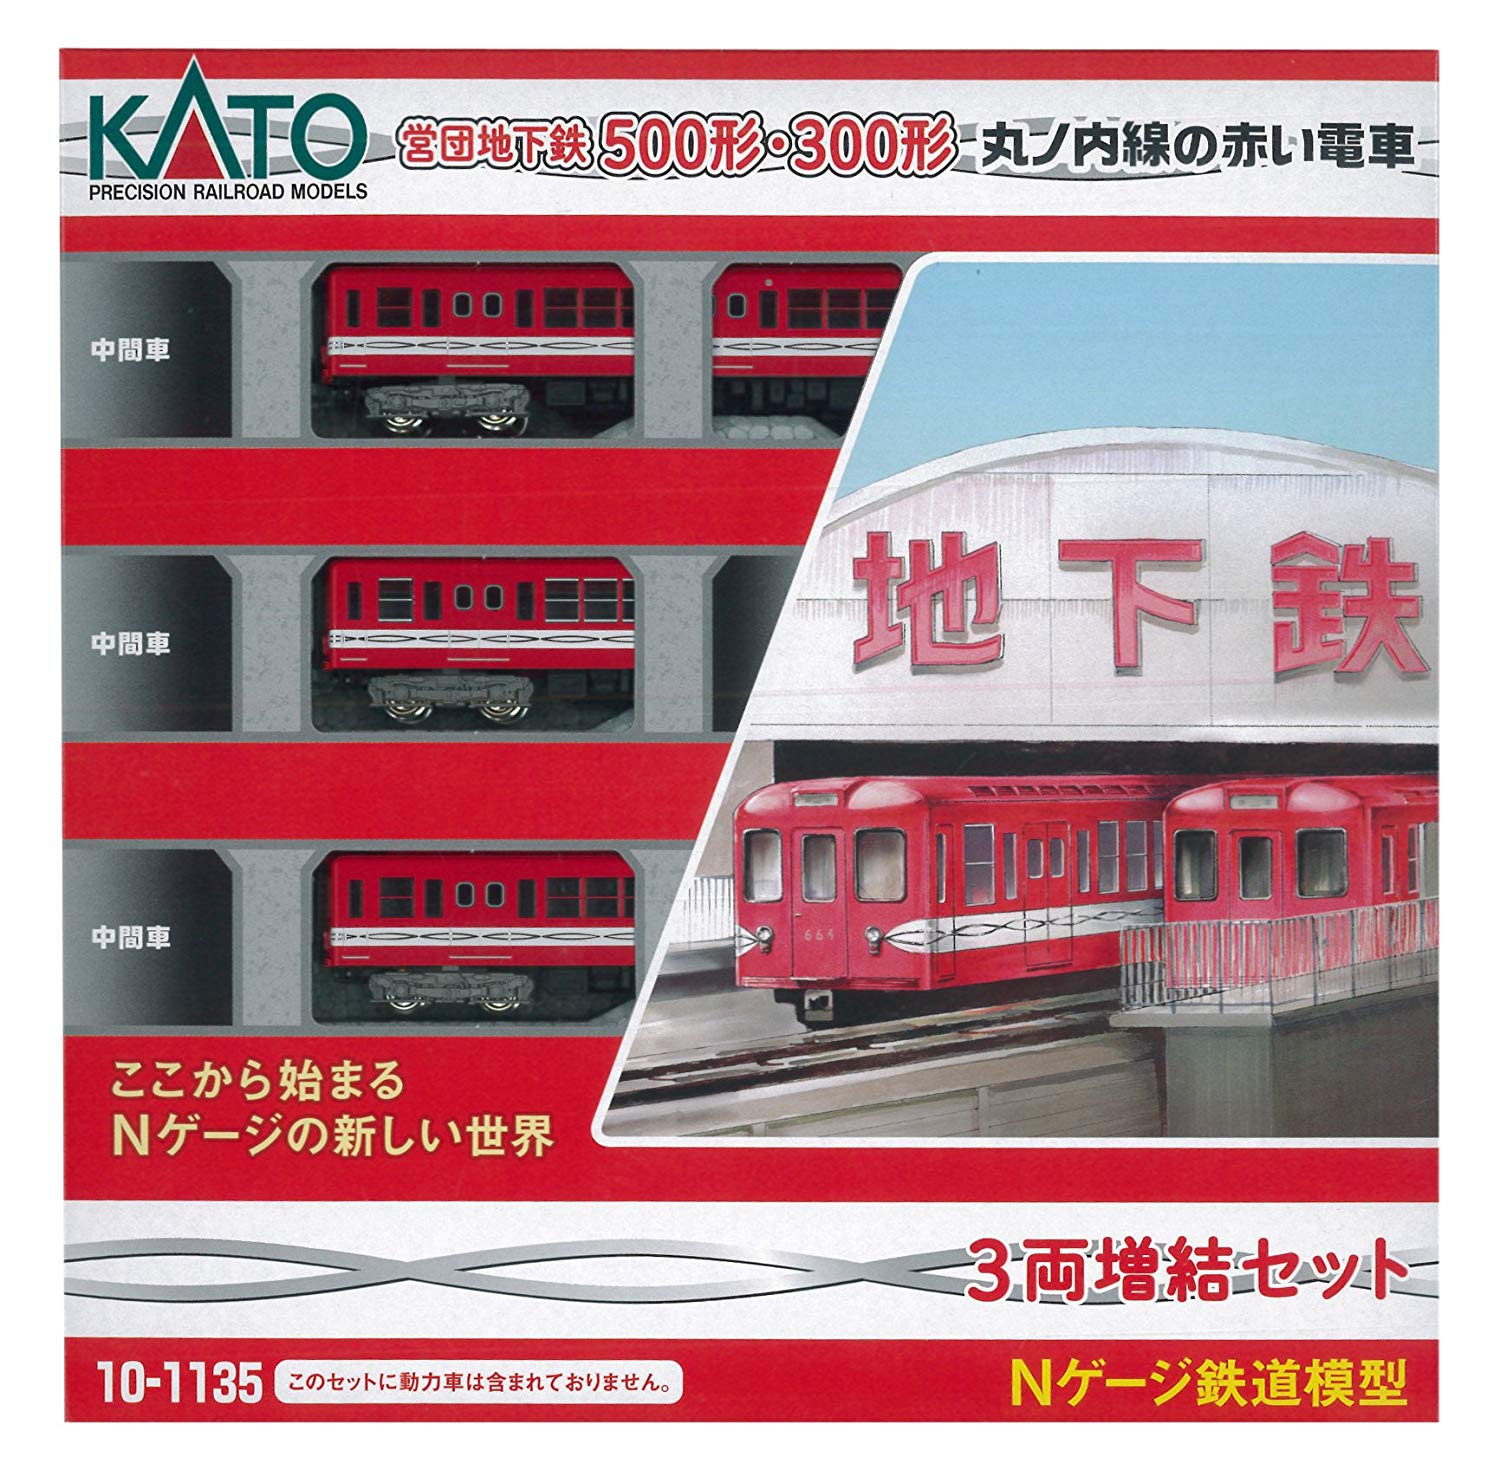 KATO
PRECISION RAILROAD MODELS
営団地下鉄 500形・300形 丸ノ内線の赤い電車
中間車
中間車
中間車
地下鉄
664
ここから始まる
Nゲージの新しい世界
3両増結セット
10-1135 このセットに動力車は含まれておりません。
Nゲージ鉄道模型